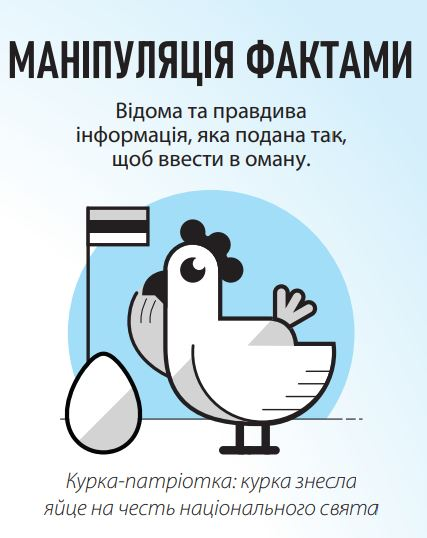 МАНІПУЛЯЦІЯ ФАКТАМИ
Відома та правдива
інформація, яка подана так,
щоб ввести в оману.
Курка-патріотка: курка знесла
яйце на честь національного свята